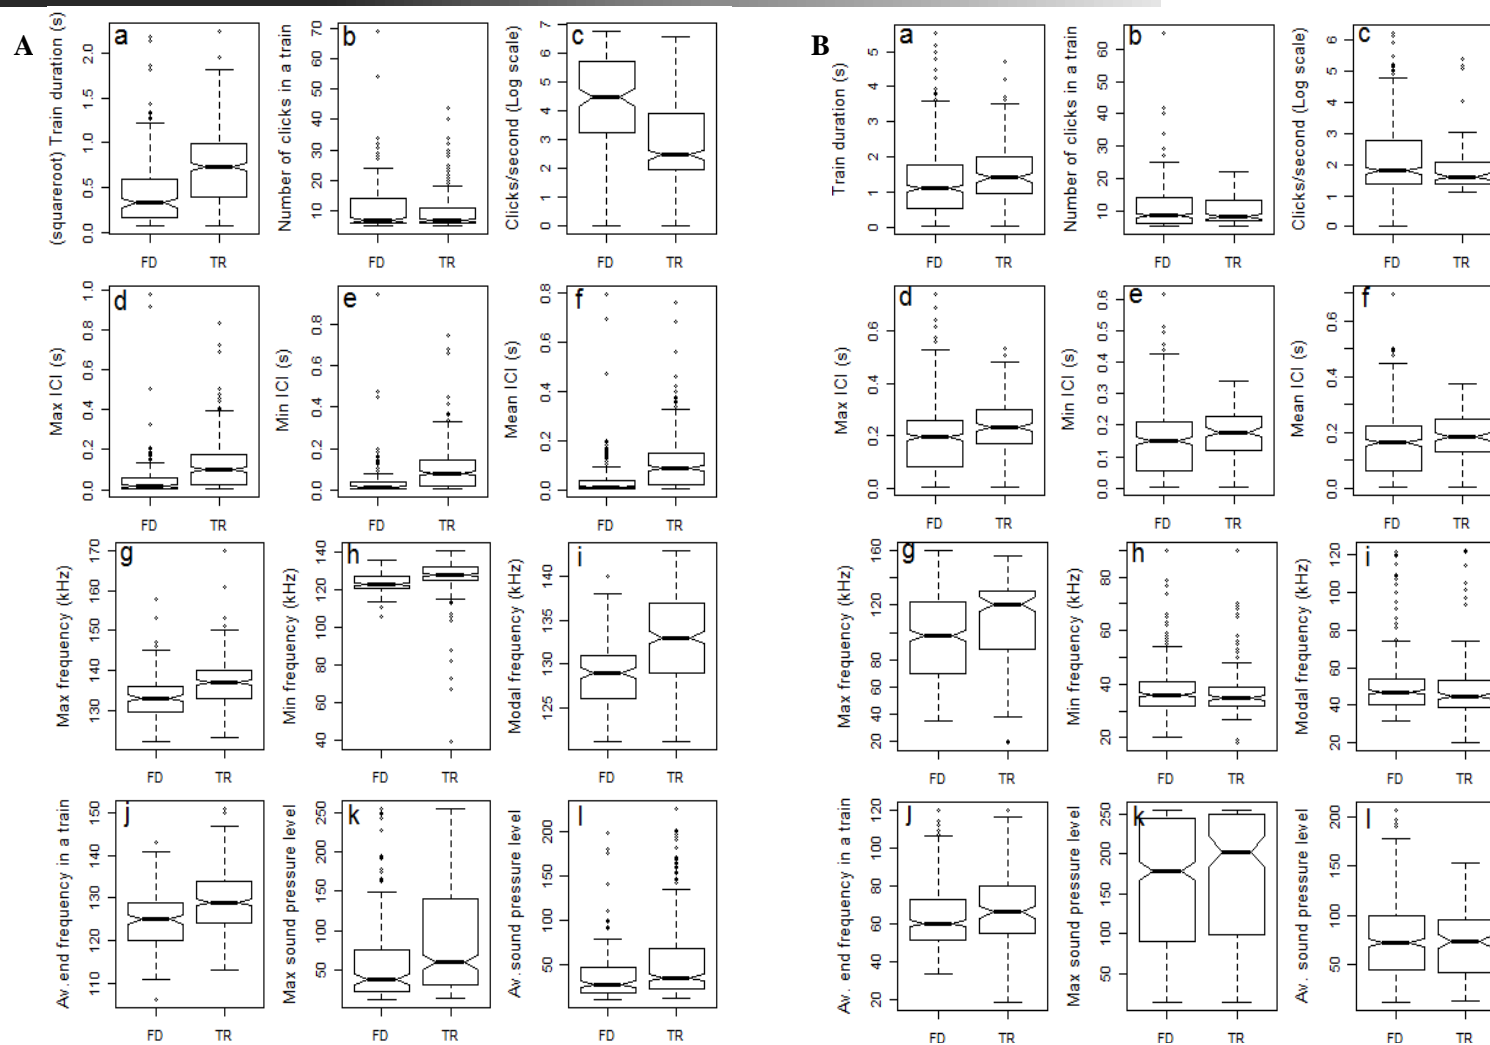 A
B
a
(squareroot) Train duration (s)
0.0 0.5 1.0 1.5 2.0
FD TR
b
Number of clicks in a train
10 20 30 40 50 60 70
FD TR
c
Clicks/second (Log scale)
0 1 2 3 4 5 6 7
FD TR
d
Max ICI (s)
0.0 0.2 0.4 0.6 0.8 1.0
FD TR
e
Min ICI (s)
0.0 0.2 0.4 0.6 0.8
FD TR
f
Mean ICI (s)
0.0 0.2 0.4 0.6 0.8
FD TR
g
Max frequency (kHz)
130 140 150 160 170
FD TR
h
Min frequency (kHz)
40 60 80 100 120 140
FD TR
i
Modal frequency (kHz)
125 130 135 140
FD TR
j
Av. end frequency in a train
110 120 130 140 150
FD TR
k
Max sound pressure level
50 100 150 200 250
FD TR
l
Av. sound pressure level
50 100 150 200
FD TR
a
Train duration (s)
0 1 2 3 4 5
FD TR
b
Number of clicks in a train
10 20 30 40 50 60
FD TR
c
Clicks/second (Log scale)
0 1 2 3 4 5 6
FD TR
d
Max ICI (s)
0.0 0.2 0.4 0.6
FD TR
e
Min ICI (s)
0.0 0.1 0.2 0.3 0.4 0.5 0.6
FD TR
f
Mean ICI (s)
0.0 0.2 0.4 0.6
FD TR
g
Max frequency (kHz)
20 40 60 80 120 160
FD TR
h
Min frequency (kHz)
20 40 60 80
FD TR
i
Modal frequency (kHz)
20 40 60 80 100 120
FD TR
j
Av. end frequency in a train
20 40 60 80 100 120
FD TR
k
Max sound pressure level
50 100 150 200 250
FD TR
l
Av. sound pressure level
50 100 150 200
FD TR